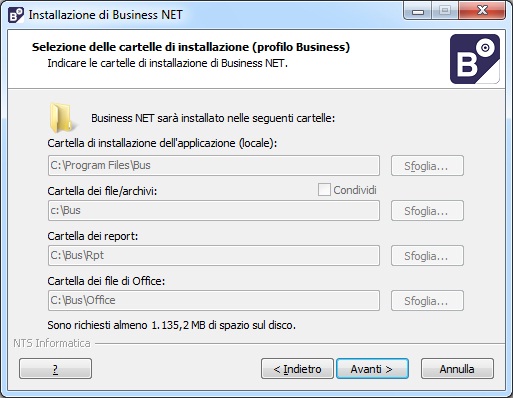 Installazione di Business NET
Selezione delle cartelle di installazione (profilo Business)
Indicare le cartelle di installazione di Business NET.
B
Business NET sarà installato nelle seguenti cartelle:
Cartella di installazione dell'applicazione (locale):
C:\Program Files\Bus
Sfoglia...
Cartella dei file/archivi:
Condividi
c:\Bus
Sfoglia...
Cartella dei report:
C:\Bus\Rpt
Sfoglia...
Cartella dei file di Office:
C:\Bus\Office
Sfoglia...
Sono richiesti almeno 1.135,2 MB di spazio sul disco.
NTS Informatica
?
< Indietro
Avanti >
Annulla